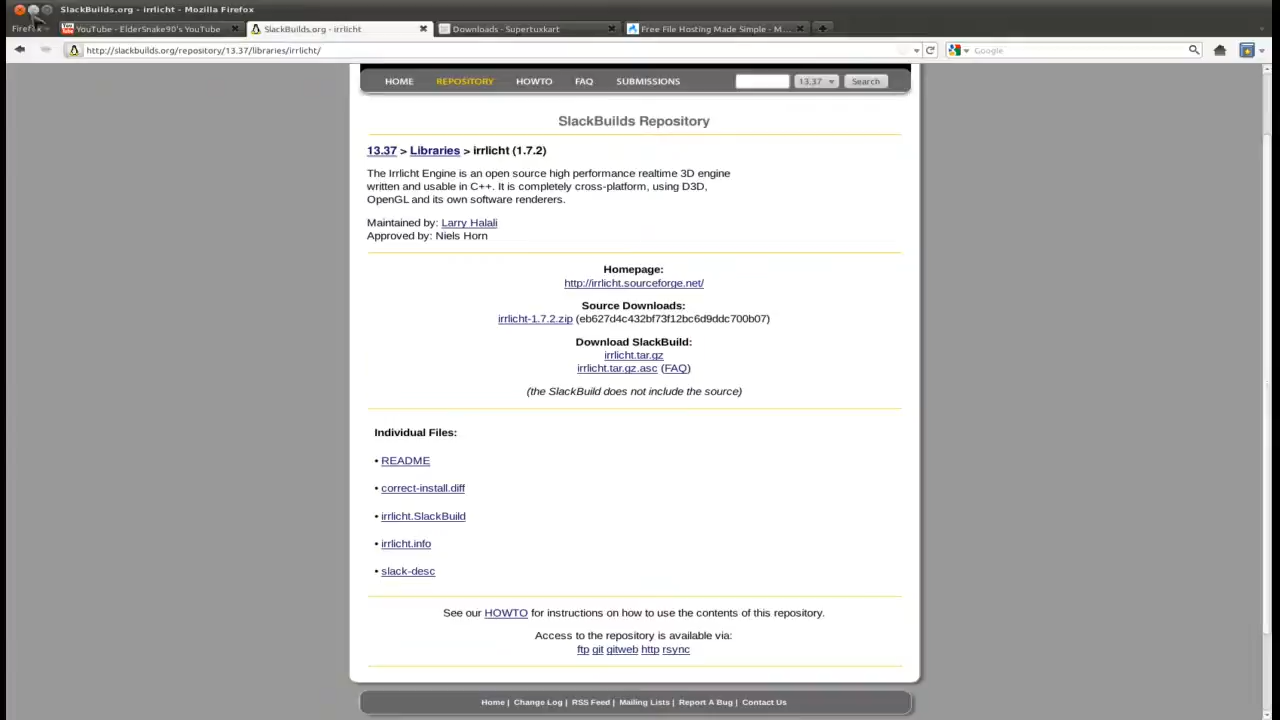 SlackBuilds.org - irrlicht - Mozilla Firefox
Firefox
YouTube - ElderSnake90's YouTube
SlackBuilds.org - irrlicht
Downloads - Supertuxkart
Free File Hosting Made Simple - M...
http://slackbuilds.org/repository/13.37/libraries/irrlicht/
Google
HOME REPOSITORY HOWTO FAQ SUBMISSIONS 13.37 Search
SlackBuilds Repository
13.37 > Libraries > irrlicht (1.7.2)
The Irrlicht Engine is an open source high performance realtime 3D engine
written and usable in C++. It is completely cross-platform, using D3D,
OpenGL and its own software renderers.
Maintained by: Larry Halali
Approved by: Niels Horn
Homepage:
http://irrlicht.sourceforge.net/
Source Downloads:
irrlicht-1.7.2.zip (eb627d4c432bf73f12bc6d9ddc700b07)
Download SlackBuild:
irrlicht.tar.gz
irrlicht.tar.gz.asc (FAQ)
(the SlackBuild does not include the source)
Individual Files:
• README
• correct-install.diff
• irrlicht.SlackBuild
• irrlicht.info
• slack-desc
See our HOWTO for instructions on how to use the contents of this repository.
Access to the repository is available via:
ftp git gitweb http rsync
Home | Change Log | RSS Feed | Mailing Lists | Report A Bug | Contact Us